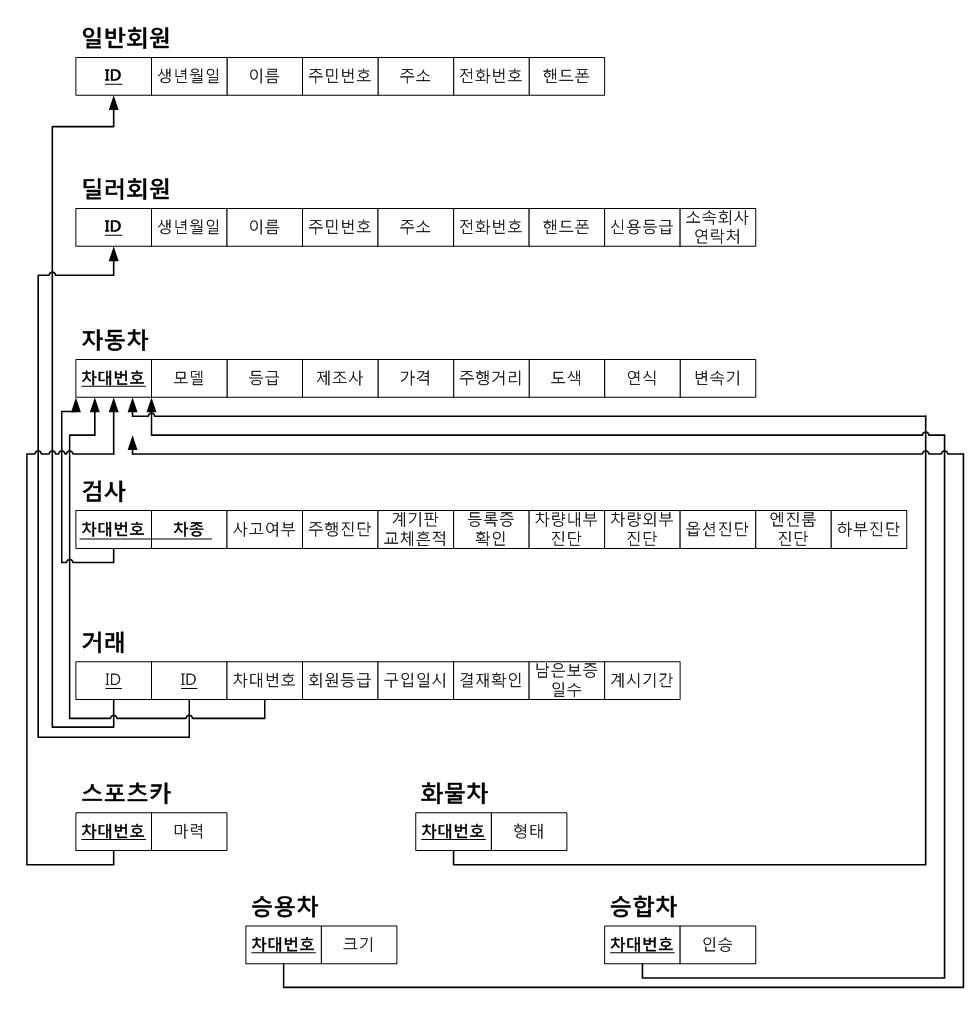 일반회원
ID 생년월일 이름 주민번호 주소 전화번호 핸드폰
딜러회원
ID 생년월일 이름 주민번호 주소 전화번호 핸드폰 신용등급 소속회사 연락처
자동차
차대번호 모델 등급 제조사 가격 주행거리 도색 연식 변속기
검사
차대번호 차종 사고여부 주행진단 계기판 교체흔적 등록증 확인 차량내부 진단 차량외부 진단 옵션진단 엔진룸 진단 하부진단
거래
ID ID 차대번호 회원등급 구입일시 결재확인 남은보증 일수 계시기간
스포츠카
차대번호 마력
화물차
차대번호 형태
승용차
차대번호 크기
승합차
차대번호 인승